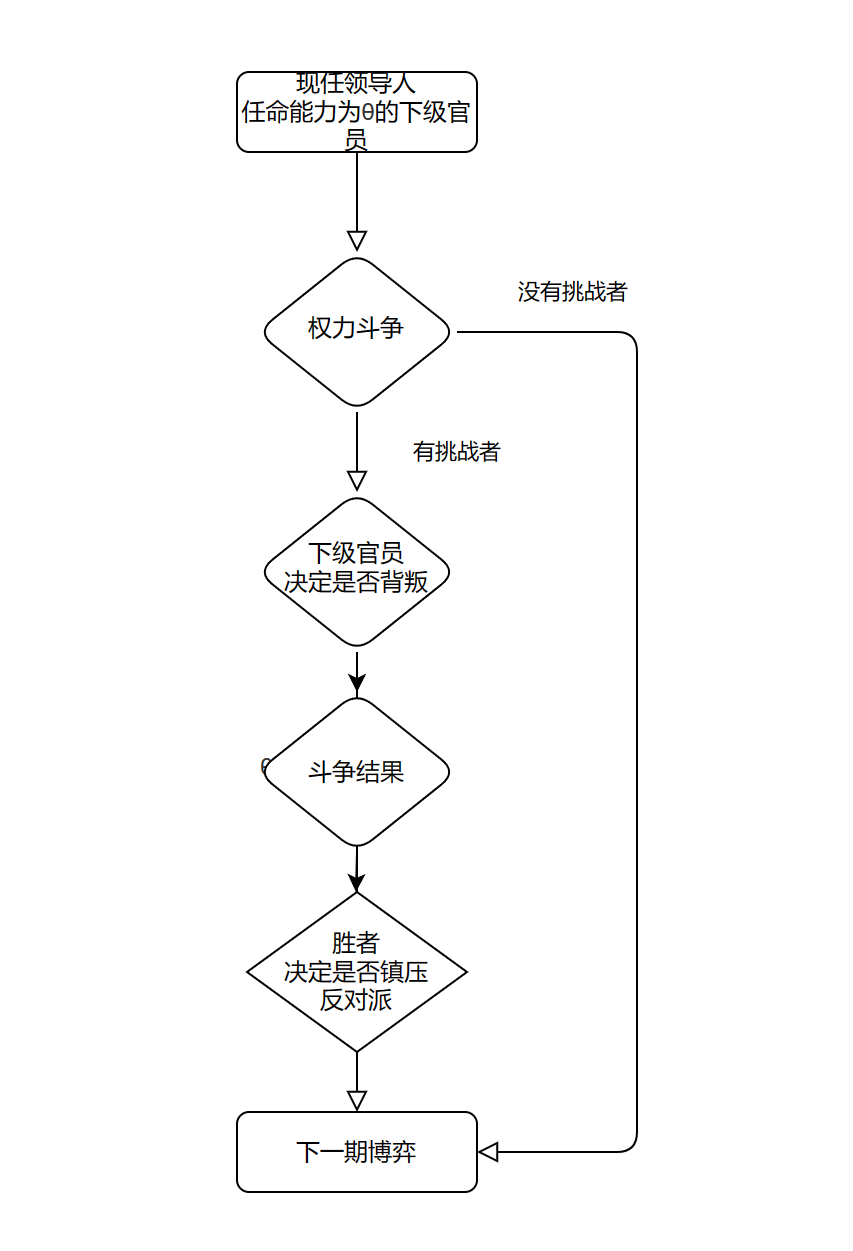 现任领导人
任命能力为θ的下级官
员
权力斗争
没有挑战者
有挑战者
下级官员
决定是否背叛
θ
斗争结果
胜者
决定是否镇压
反对派
下一期博弈